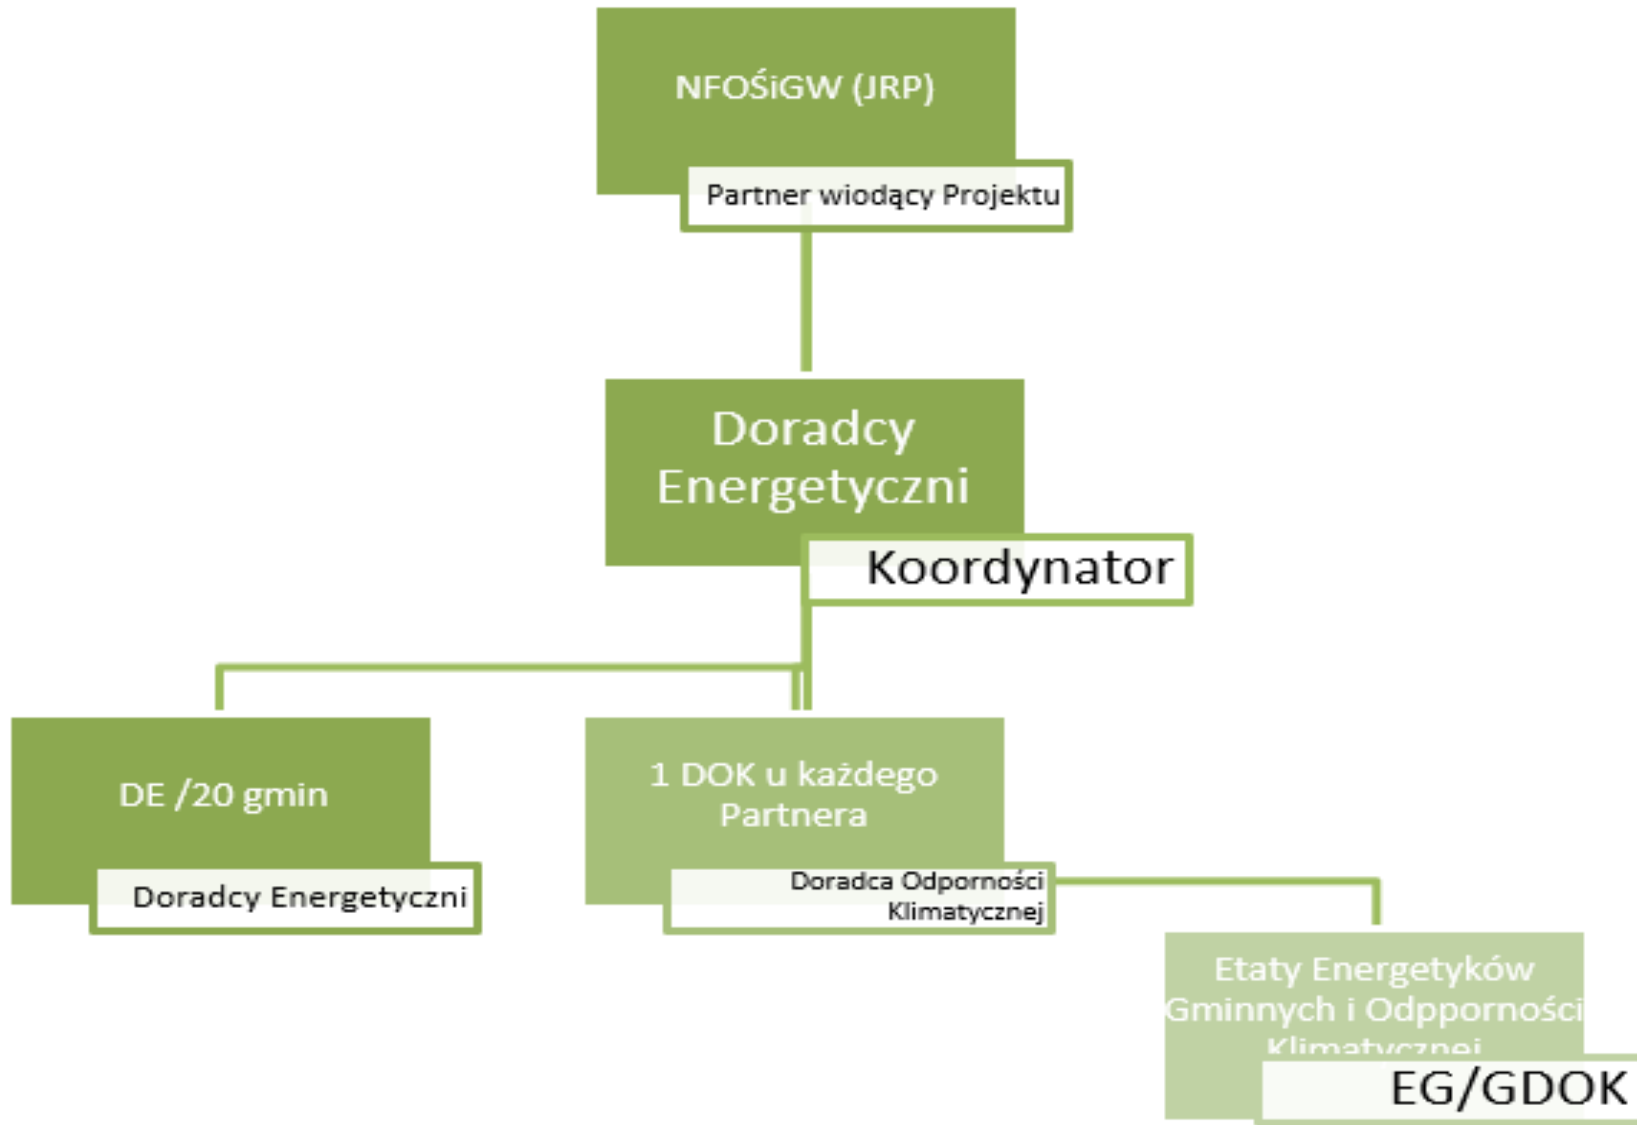 NFOŚiGW (JRP)
Partner wiodący Projektu
Doradcy
Energetyczni
Koordynator
DE /20 gmin
Doradcy Energetyczni
1 DOK u każdego
Partnera
Doradca Odporności
Klimatycznej
Etaty Energetyków
Gminnych i Odpporności
Klimatycznej
EG/GDOK